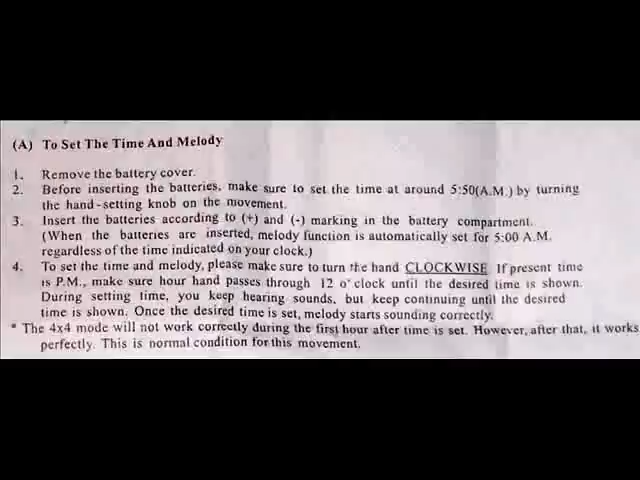 (A) To Set The Time And Melody
1. Remove the battery cover.
2. Before inserting the batteries, make sure to set the time at around 5:50(A.M.) by turning
the hand-setting knob on the movement.
3. Insert the batteries according to (+) and (-) marking in the battery compartment.
(When the batteries are inserted, melody function is automatically set for 5:00 A.M.
regardless of the time indicated on your clock.)
4. To set the time and melody, please make sure to turn the hand CLOCKWISE If present time
is P.M., make sure hour hand passes through 12 o' clock until the desired time is shown.
During setting time, you keep hearing sounds, but keep continuing until the desired
time is shown. Once the desired time is set, melody starts sounding correctly.
* The 4x4 mode will not work correctly during the first hour after time is set. However, after that, it works
perfectly. This is normal condition for this movement.